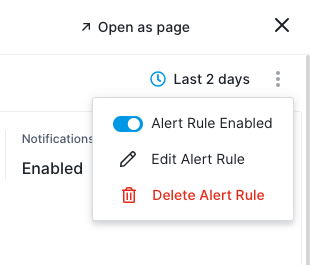 Open as page
Last 2 days
Alert Rule Enabled
Notifications
Edit Alert Rule
Enabled
Delete Alert Rule